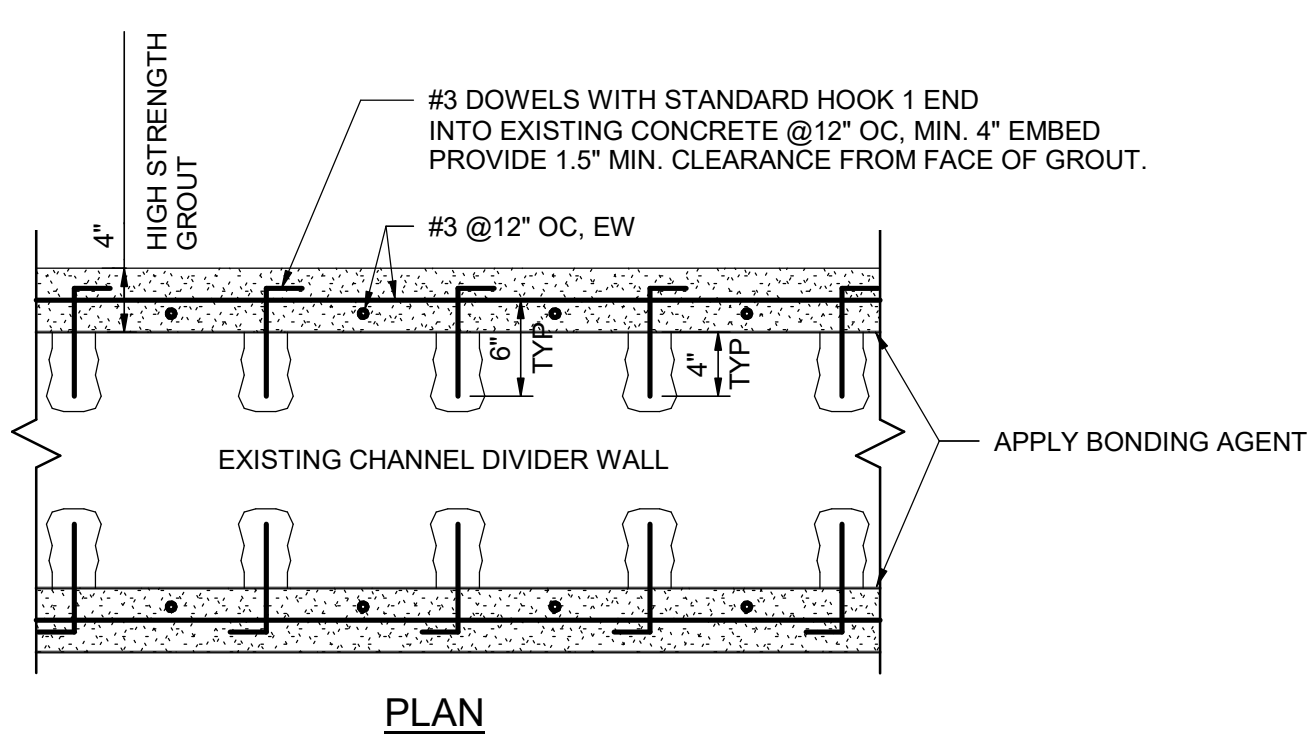 HIGH STRENGTH
GROUT
4"
#3 DOWELS WITH STANDARD HOOK 1 END
INTO EXISTING CONCRETE @12" OC, MIN. 4" EMBED
PROVIDE 1.5" MIN. CLEARANCE FROM FACE OF GROUT.
#3 @12" OC, EW
6"
TYP
4"
TYP
APPLY BONDING AGENT
EXISTING CHANNEL DIVIDER WALL
PLAN